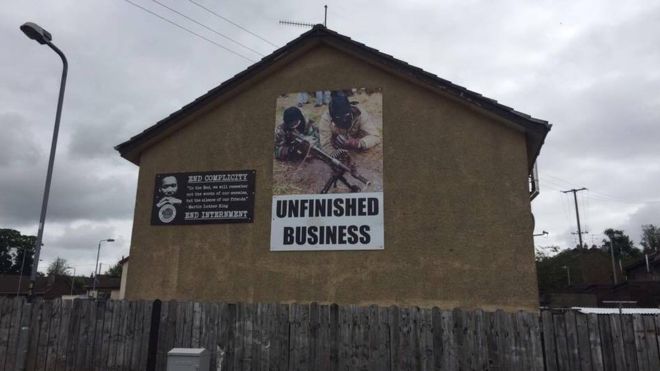 END COMPLICITY
"In the End, we will remember
not the words of our enemies,
but the silence of our friends."
- Martin Luther King
END INTERNMENT
UNFINISHED
BUSINESS